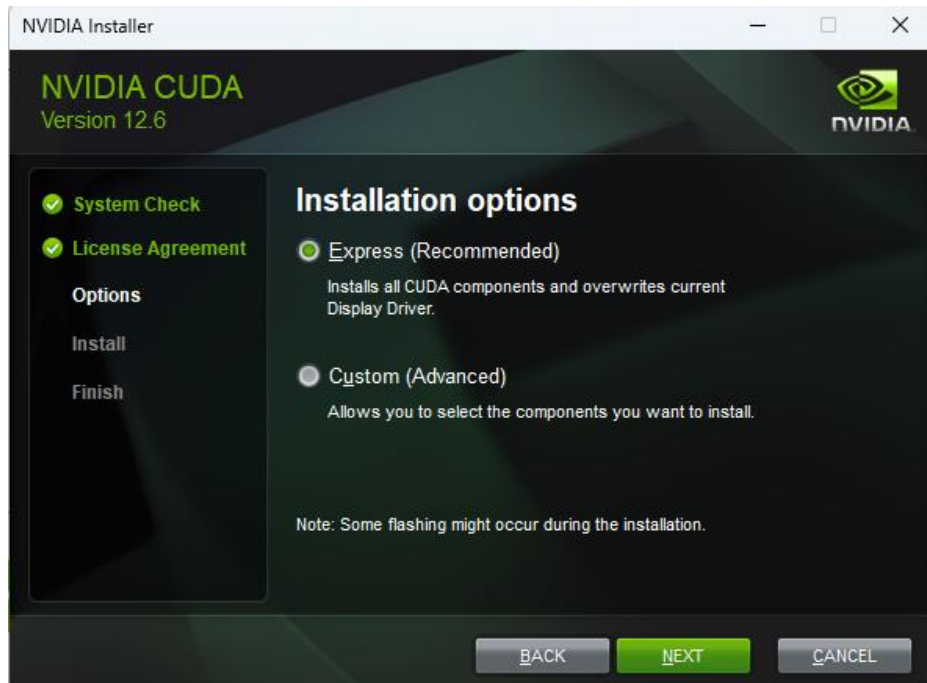 NVIDIA Installer
NVIDIA CUDA
Version 12.6
NVIDIA.
System Check
License Agreement
Options
Install
Finish
Installation options
Express (Recommended)
Installs all CUDA components and overwrites current
Display Driver.
Custom (Advanced)
Allows you to select the components you want to install.
Note: Some flashing might occur during the installation.
BACK
NEXT
CANCEL